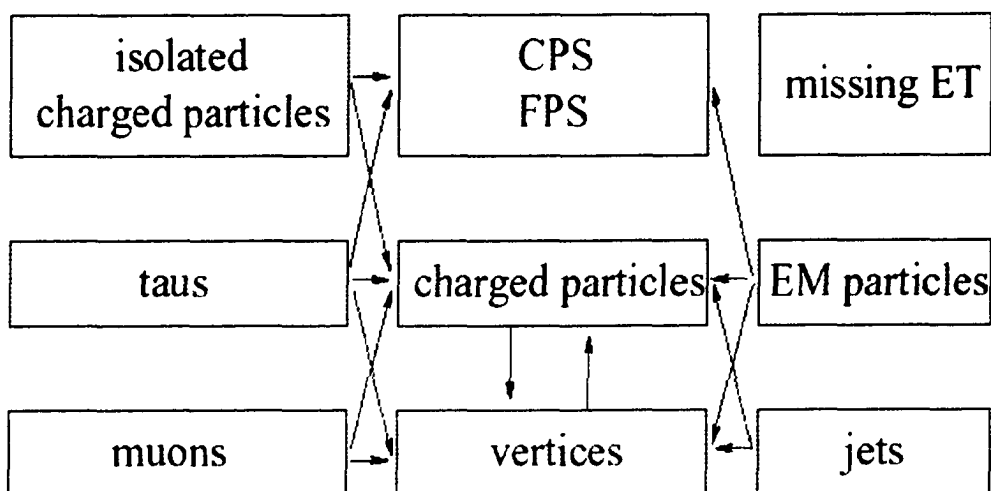 isolated
charged particles
CPS
FPS
missing ET
taus
charged particles
EM particles
muons
vertices
jets